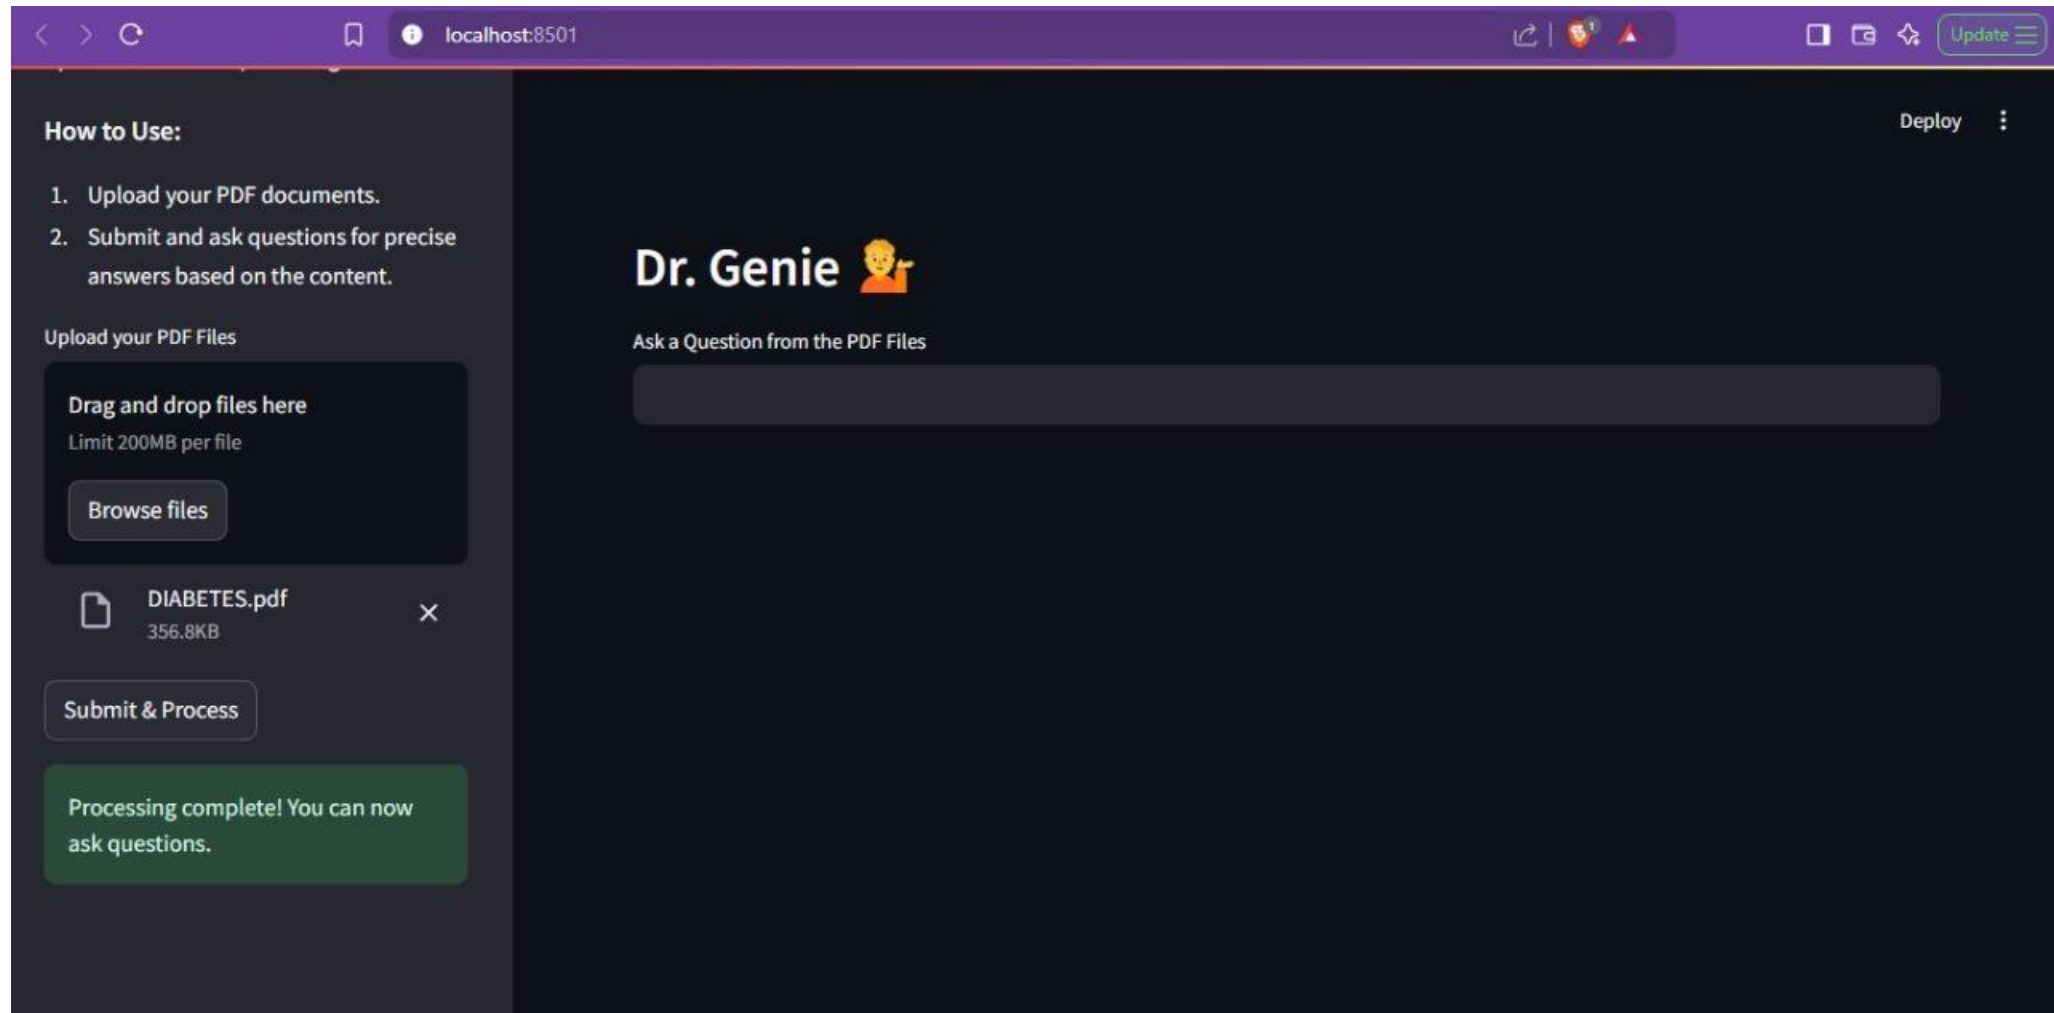 localhost:8501
1
Update
How to Use:
1. Upload your PDF documents.
2. Submit and ask questions for precise
answers based on the content.
Upload your PDF Files
Drag and drop files here
Limit 200MB per file
Browse files
DIABETES.pdf
356.8KB
Submit & Process
Processing complete! You can now
ask questions.
Deploy
Dr. Genie
Ask a Question from the PDF Files